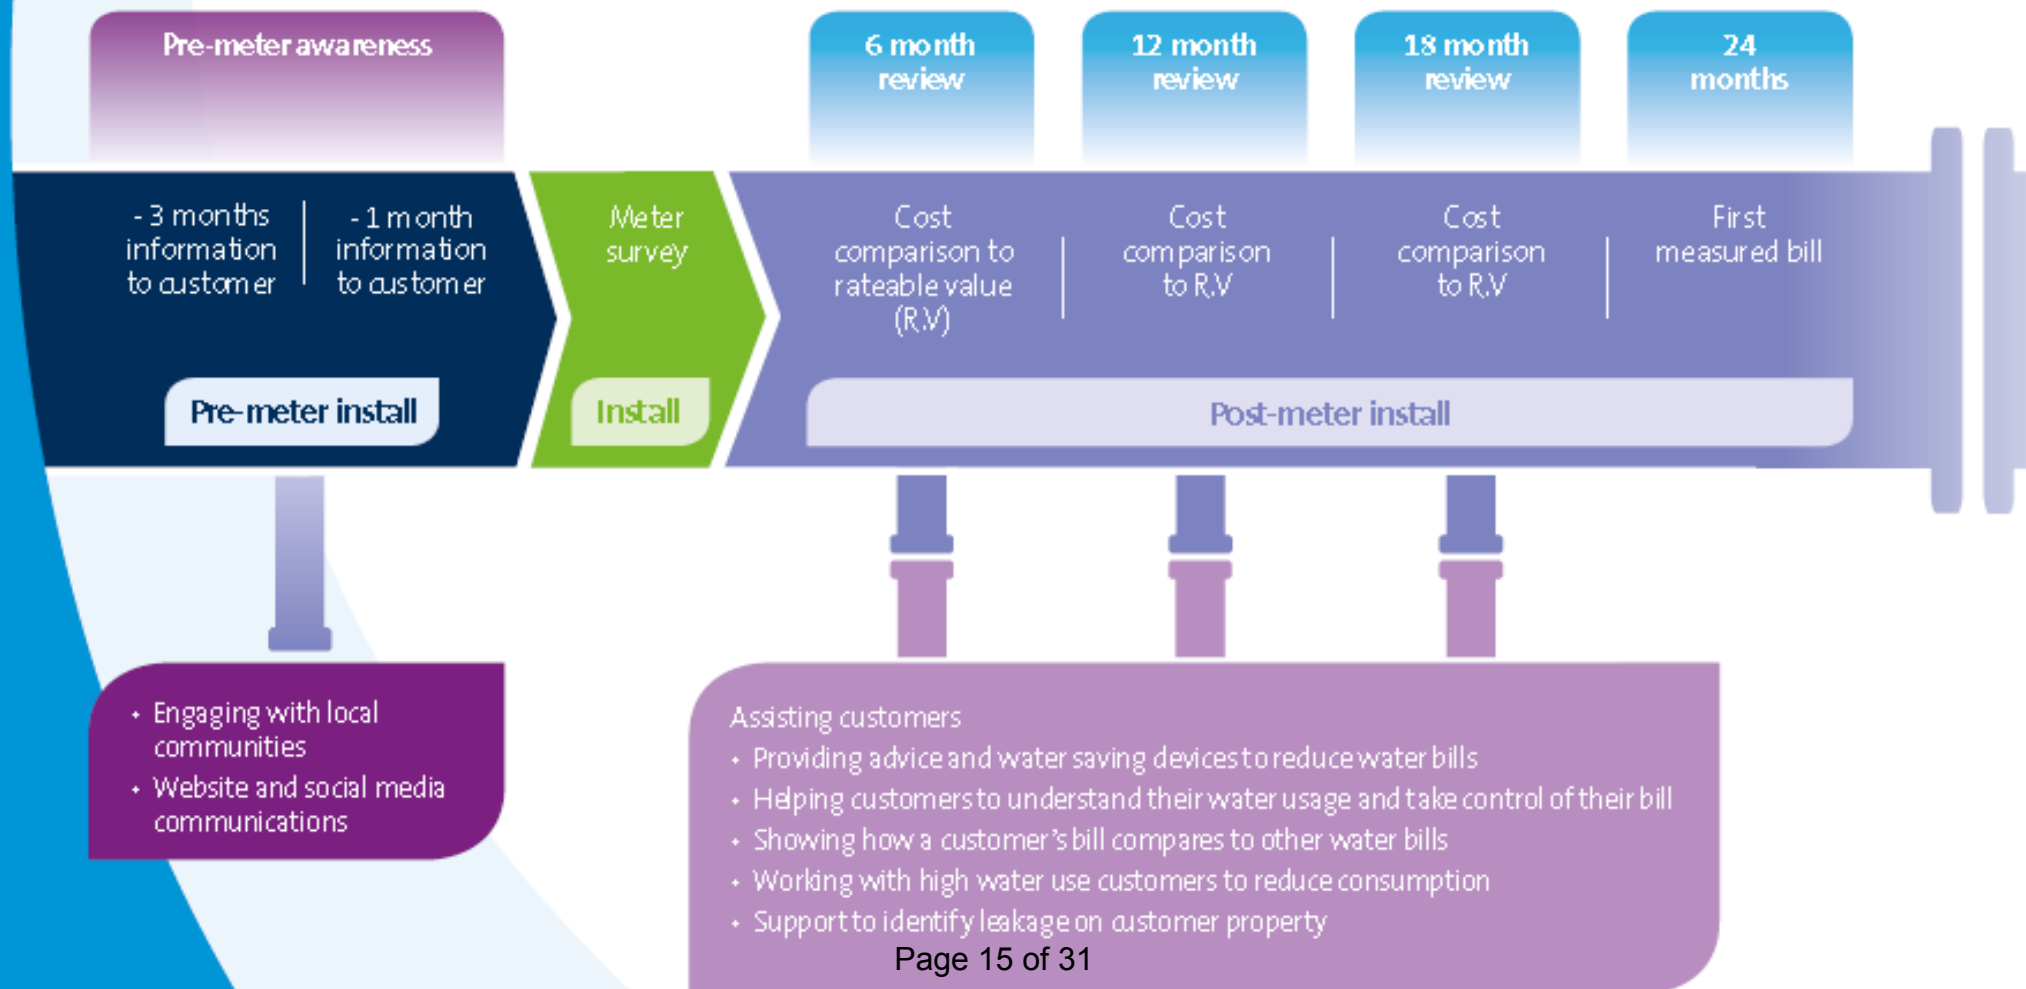 Pre-meter awareness
6 month
review
12 month
review
18 month
review
24
months
- 3 months
information
to customer
- 1 month
information
to customer
Meter
survey
Cost
comparison to
rateable value
(R.V)
Cost
comparison
to R.V
Cost
comparison
to R.V
First
measured bill
Pre-meter install
Install
Post-meter install
• Engaging with local
communities
• Website and social media
communications
Assisting customers
• Providing advice and water saving devices to reduce water bills
• Helping customers to understand their water usage and take control of their bill
• Showing how a customer's bill compares to other water bills
• Working with high water use customers to reduce consumption
• Support to identify leakage on customer property
Page 15 of 31